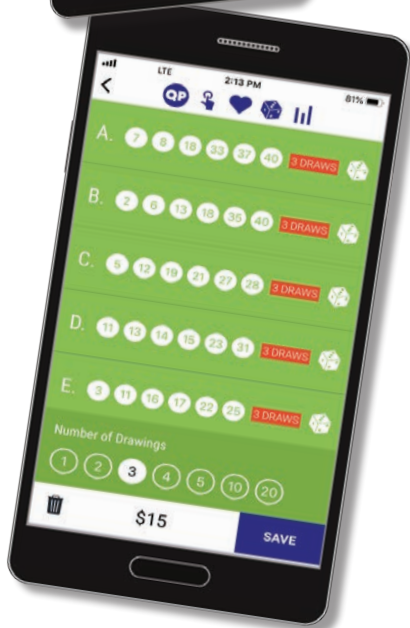 LTE 2:13 PM 81%
QP
A. 7 8 18 33 37 40 3 DRAWS
B. 2 6 13 18 35 40 3 DRAWS
C. 5 12 19 21 27 28 3 DRAWS
D. 11 13 14 15 23 31 3 DRAWS
E. 3 11 16 17 22 25 3 DRAWS
Number of Drawings
1 2 3 4 5 10 20
$15 SAVE